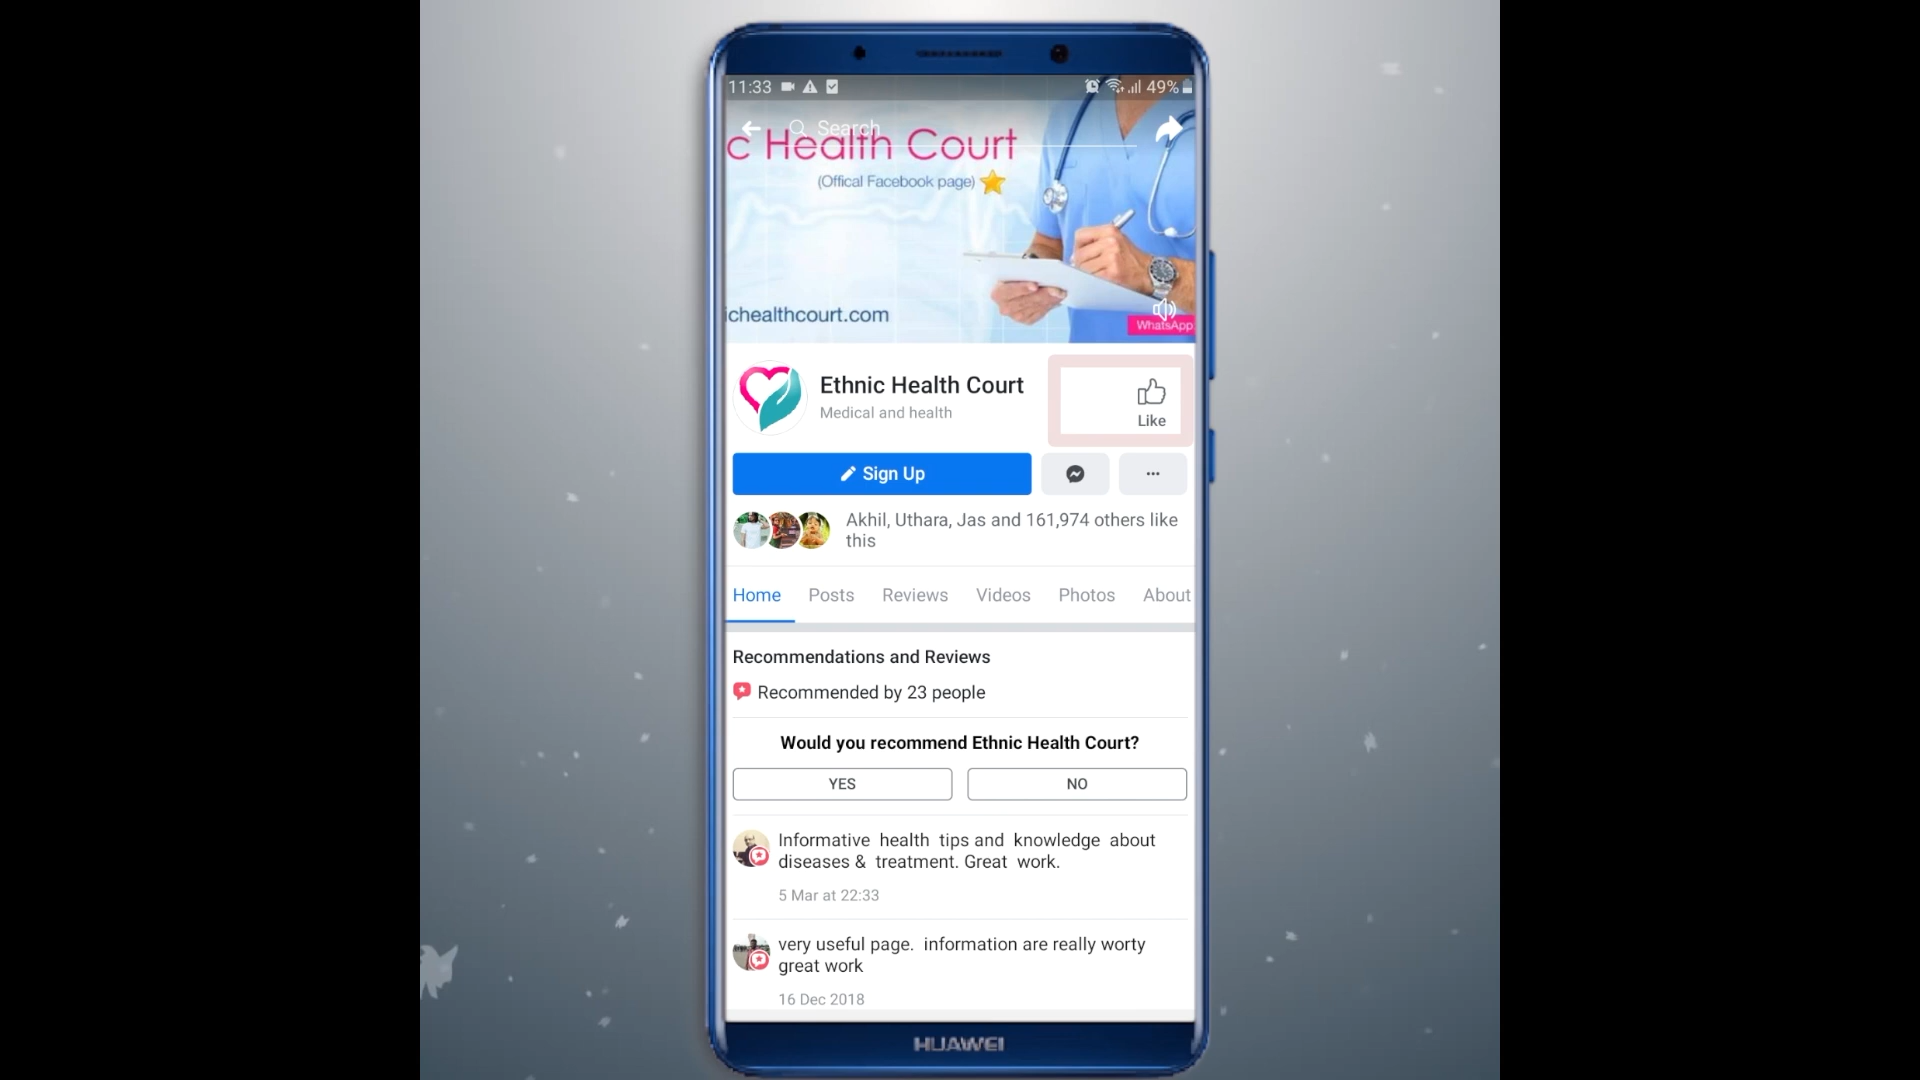 11:33
49%
Search
c Health Court
(Offical Facebook page)
ichealthcourt.com
WhatsApp
Ethnic Health Court
Medical and health
Like
Sign Up
Akhil, Uthara, Jas and 161,974 others like
this
Home Posts Reviews Videos Photos About
Recommendations and Reviews
Recommended by 23 people
Would you recommend Ethnic Health Court?
YES NO
Informative health tips and knowledge about
diseases & treatment. Great work.
5 Mar at 22:33
very useful page. information are really worty
great work
16 Dec 2018
HUAWEI